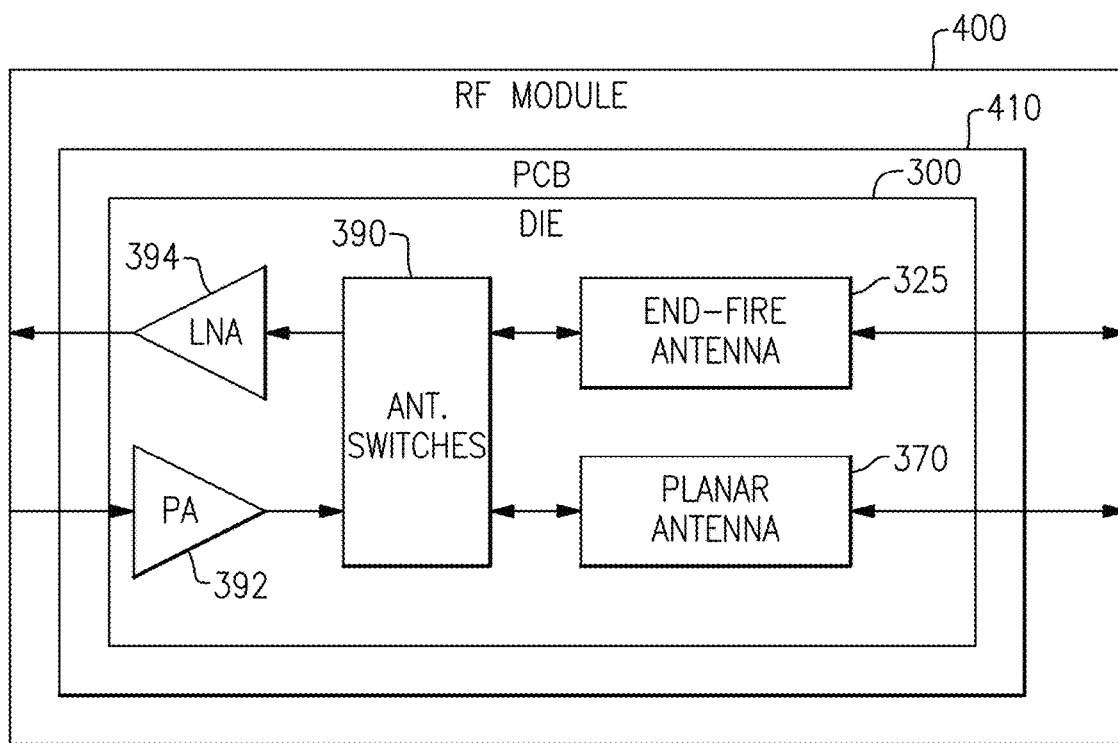 400
RF MODULE
410
PCB
300
DIE
394
390
325
LNA
END-FIRE
ANTENNA
ANT.
SWITCHES
370
PA
PLANAR
ANTENNA
392